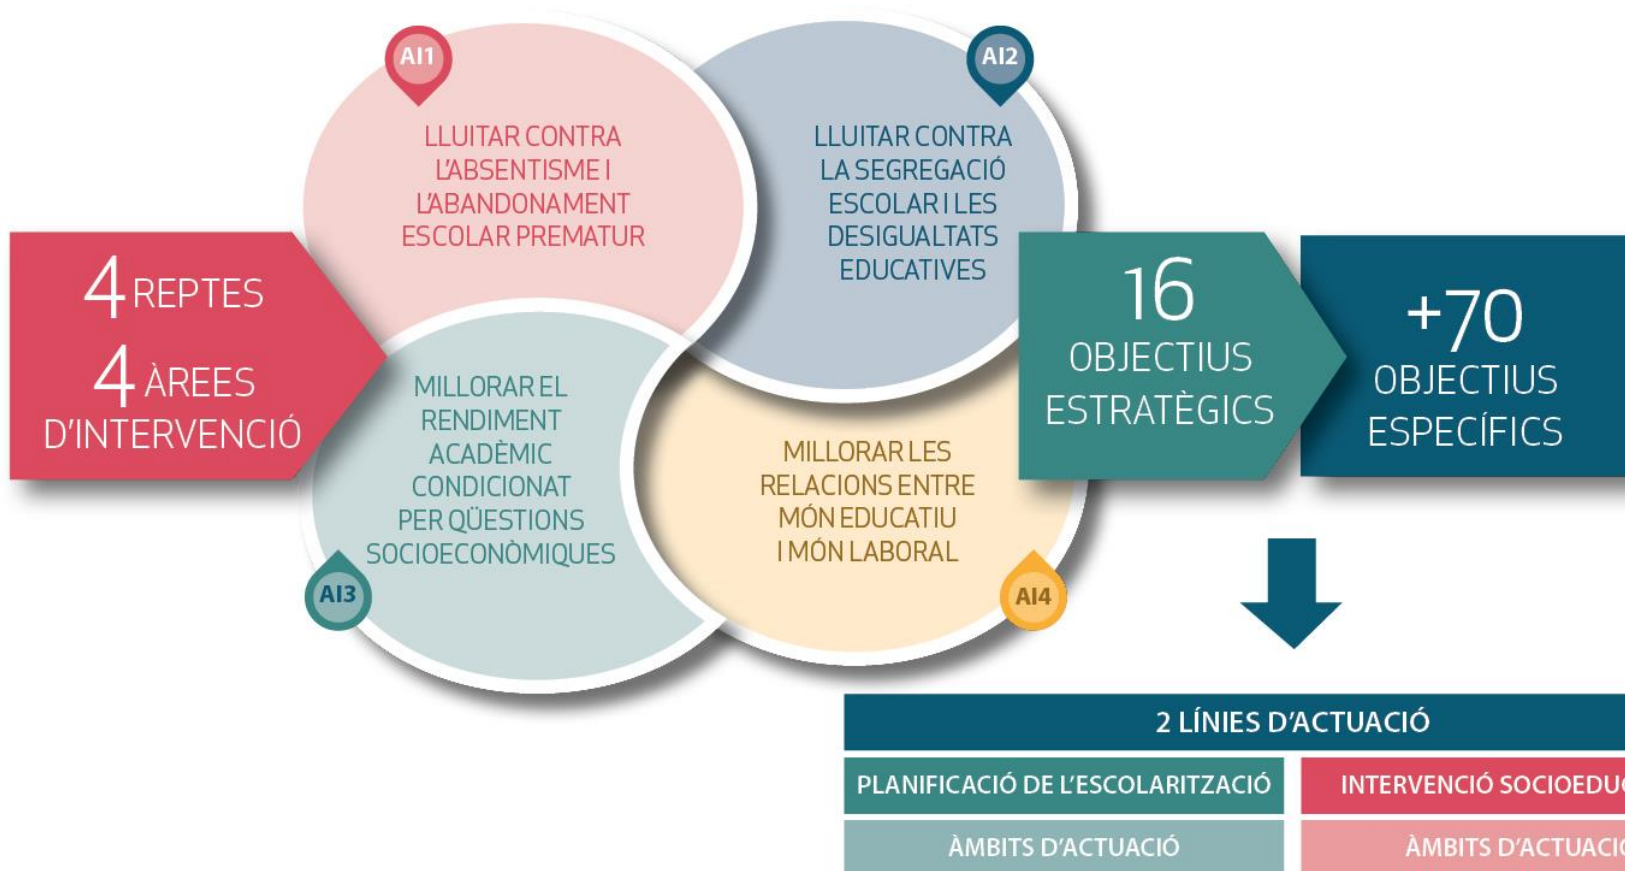 4 REPTES
4 ÀREES
D'INTERVENCIÓ
AI1
LLUITAR CONTRA
L'ABSENTISME I
L'ABANDONAMENT
ESCOLAR PREMATUR
AI2
LLUITAR CONTRA
LA SEGREGACIÓ
ESCOLAR I LES
DESIGUALTATS
EDUCATIVES
MILLORAR EL
RENDIMENT
ACADÈMIC
CONDICIONAT
PER QÜESTIONS
SOCIOECONÒMIQUES
AI3
MILLORAR LES
RELACIONS ENTRE
MÓN EDUCATIU
I MÓN LABORAL
AI4
16
OBJECTIUS
ESTRATÈGICS
+70
OBJECTIUS
ESPECÍFICS
2 LÍNIES D'ACTUACIÓ
PLANIFICACIÓ DE L'ESCOLARITZACIÓ
INTERVENCIÓ
ÀMBITS D'ACTUACIÓ
ÀMBITS